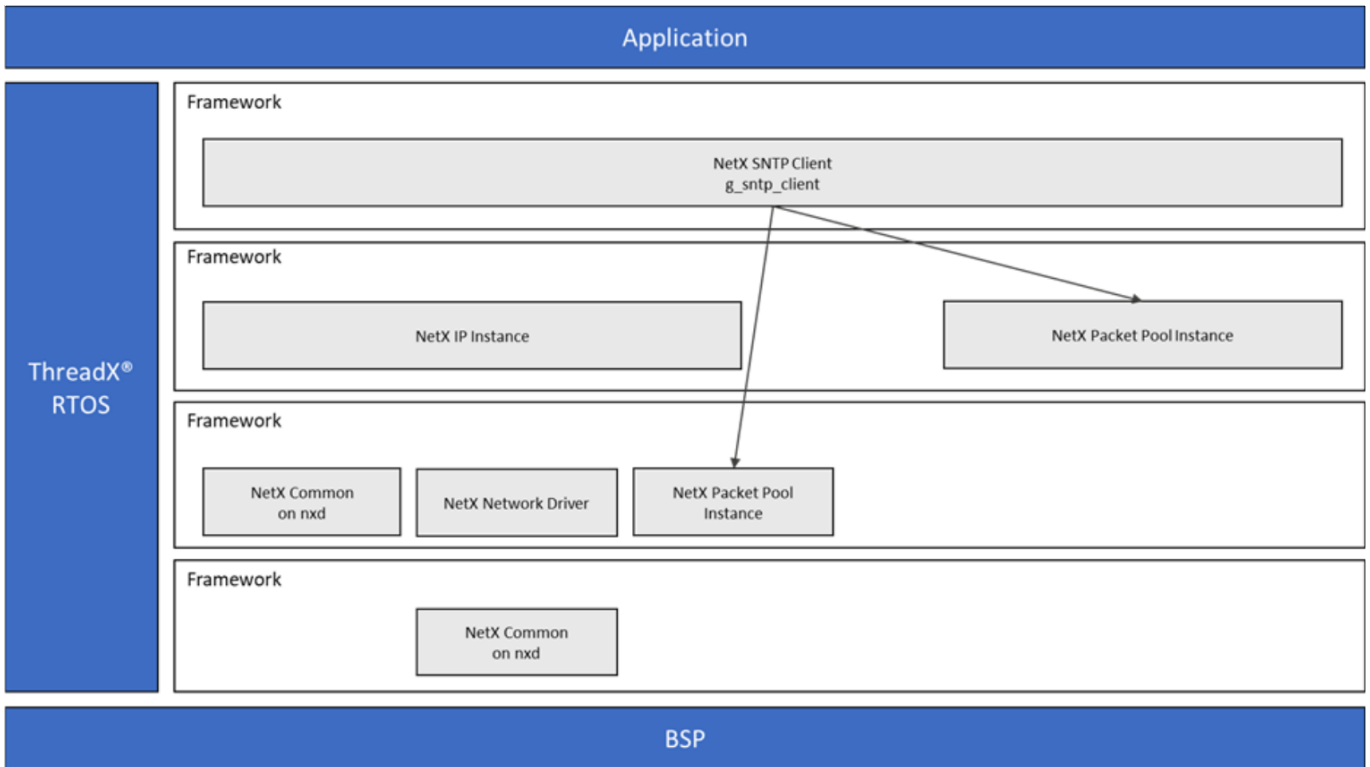 Application
ThreadX®
RTOS
Framework
NetX SNTP Client
g_sntp_client
Framework
NetX IP Instance
NetX Packet Pool Instance
Framework
NetX Common
on nxd
NetX Network Driver
NetX Packet Pool
Instance
Framework
NetX Common
on nxd
BSP